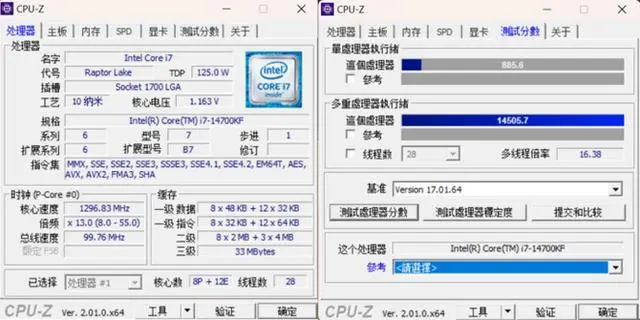 CPU-Z
处理器 主板 内存 SPD 显卡 測試分數 关于
处理器
名字 Intel Core i7
代号 Raptor Lake TDP 125.0 W
插槽 Socket 1700 LGA
工艺 10 纳米 核心电压 1.163 V
规格 Intel(R) Core(TM) i7-14700KF
系列 6 型号 7 步进 1
扩展系列 6 扩展型号 B7 修订
指令集 MMX, SSE, SSE2, SSE3, SSSE3, SSE4.1, SSE4.2, EM64T, AES,
AVX, AVX2, FMA3, SHA
intel
CORE i7
inside
时钟 (P-Core #0)
核心速度 1296.83 MHz
倍频 x 13.0 (8.0 - 55.0)
总线速度 99.76 MHz
额定 FSB
缓存
一级 数据 8 x 48 KB + 12 x 32 KB
一级 指令 8 x 32 KB + 12 x 64 KB
二级 8 x 2 MB + 3 x 4 MB
三级 33 MBytes
已选择 处理器 #1 核心数 8P + 12E 线程数 28
CPU-Z Ver. 2.01.0.x64 工具 验证 确定
CPU-Z
处理器 主板 内存 SPD 显卡 測試分數 关于
單處理器執行緒
這個處理器 885.6
參考
多重處理器執行緒
這個處理器 14505.7
參考
线程数 28 多线程倍率 16.38
基准 Version 17.01.64
測試處理器分數 測試處理器穩定度 提交和比较
这个处理器 Intel(R) Core(TM) i7-14700KF
參考 <請選擇>
CPU-Z Ver. 2.01.0.x64 工具 验证 确定